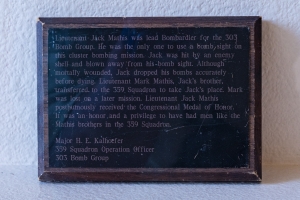 Lieutenant Jack Mathis was lead Bombardier for the 303
Bomb Group. He was the only one to use a bomb sight on
this cluster bombing mission. Jack was hit by an enemy
shell and blown away from his bomb sight. Although
mortally wounded, Jack dropped his bombs accurately
before dying. Lieutenant Mark Mathis, Jack's brother,
transferred to the 359 Squadron to take Jack's place. Mark
was lost on a later mission. Lieutenant Jack Mathis
posthumously received the Congressional Medal of Honor.
It was an honor and a privilege to have had men like the
Mathis brothers in the 359 Squadron.
Major H. E. Kalhoefer
359 Squadron Operation Officer
303 Bomb Group